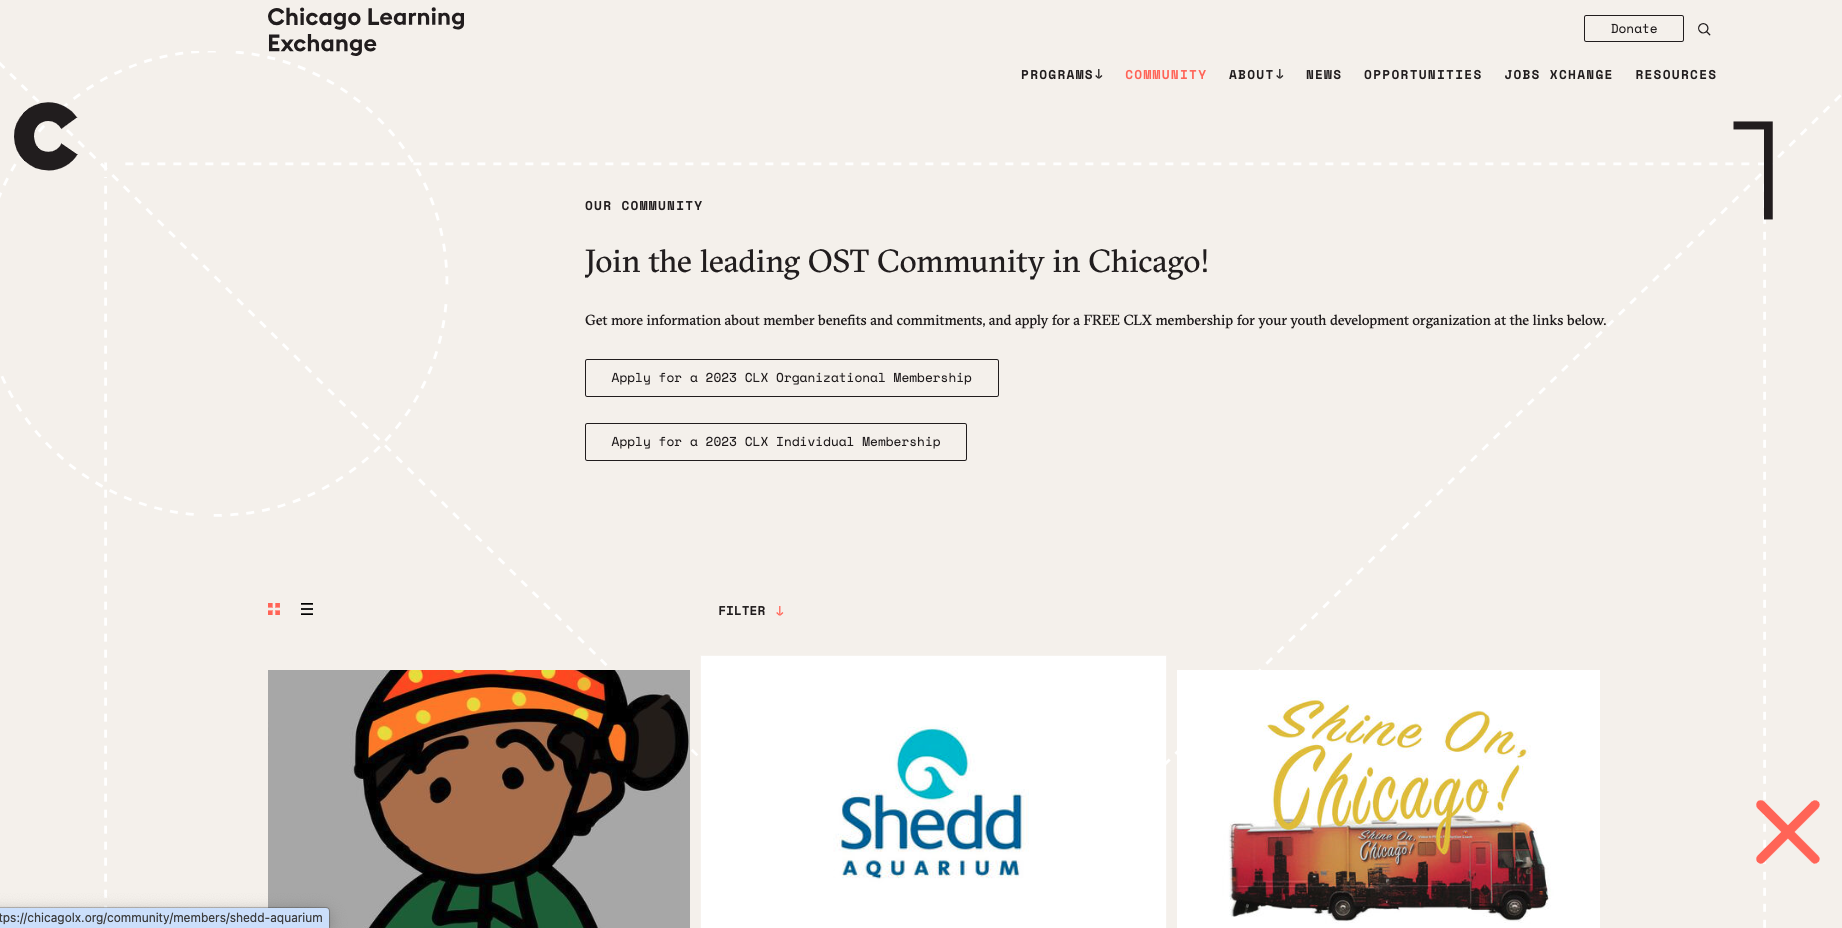 Chicago Learning
Exchange
Donate
PROGRAMS↓ COMMUNITY ABOUT↓ NEWS OPPORTUNITIES JOBS XCHANGE RESOURCES
C
OUR COMMUNITY
Join the leading OST Community in Chicago!
Get more information about member benefits and commitments, and apply for a FREE CLX membership for your youth development organization at the links below.
Apply for a 2023 CLX Organizational Membership
Apply for a 2023 CLX Individual Membership
FILTER ↓
Shedd
AQUARIUM
Shine On,
Chicago!
Shine On,
Chicago!
tps://chicagolx.org/community/members/shedd-aquarium